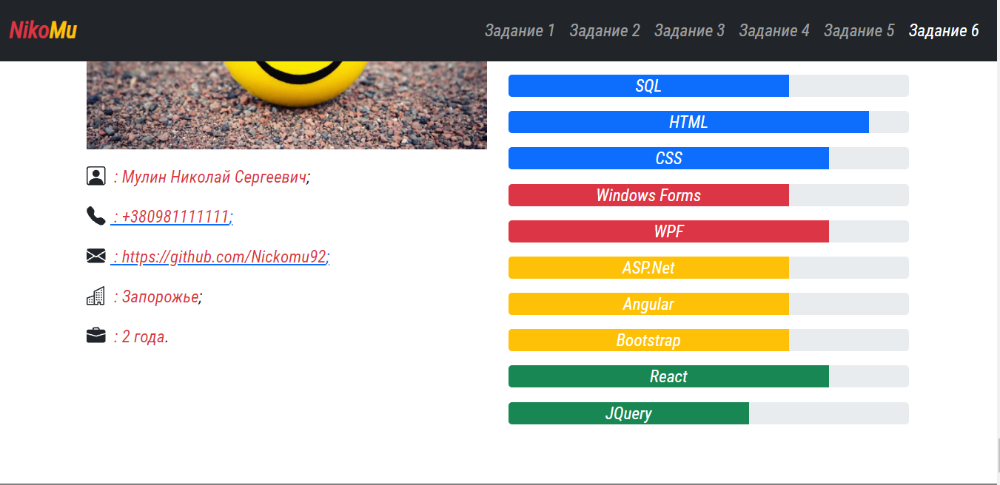 NikoMu
Задание 1 Задание 2 Задание 3 Задание 4 Задание 5 Задание 6
: Мулин Николай Сергеевич;
: +380981111111;
: https://github.com/Nickomu92;
: Запорожье;
: 2 года.
SQL
HTML
CSS
Windows Forms
WPF
ASP.Net
Angular
Bootstrap
React
JQuery